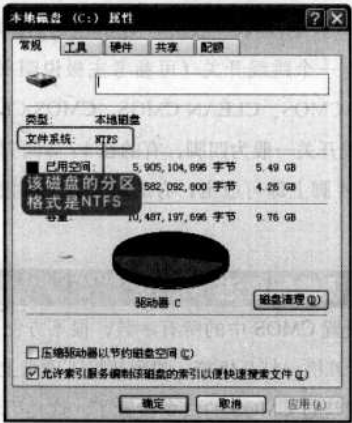 本地磁盘 (C:) 属性
常规 工具 硬件 共享 配额
类型: 本地磁盘
文件系统: NTFS
已用空间: 5,905,104,896 字节 5.49 GB
582,092,800 字节 4.26 GB
该磁盘的分区
格式是NTFS
容量: 10,487,197,696 字节 9.76 GB
驱动器 C
磁盘清理(D)
压缩驱动器以节约磁盘空间(C)
允许索引服务编制该磁盘的索引以便快速搜索文件(I)
确定 取消 应用(A)